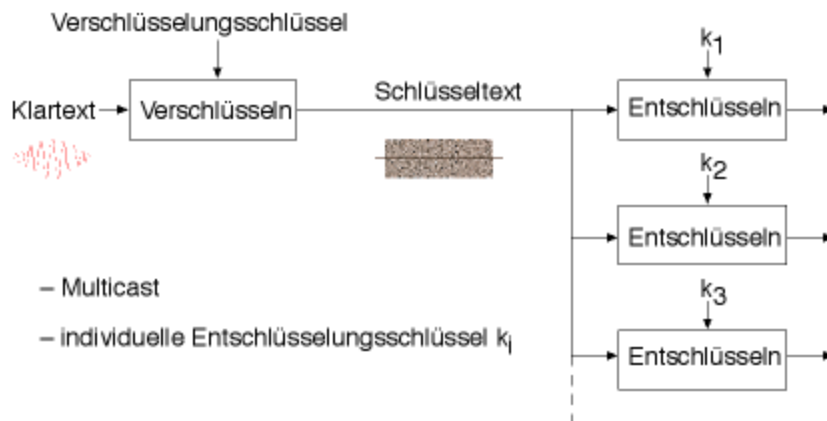 Verschlüsselungsschlüssel
k1
Klartext
Verschlüsseln
Schlüsseltext
Entschlüsseln
k2
Entschlüsseln
– Multicast
k3
– individuelle Entschlüsselungsschlüssel ki
Entschlüsseln